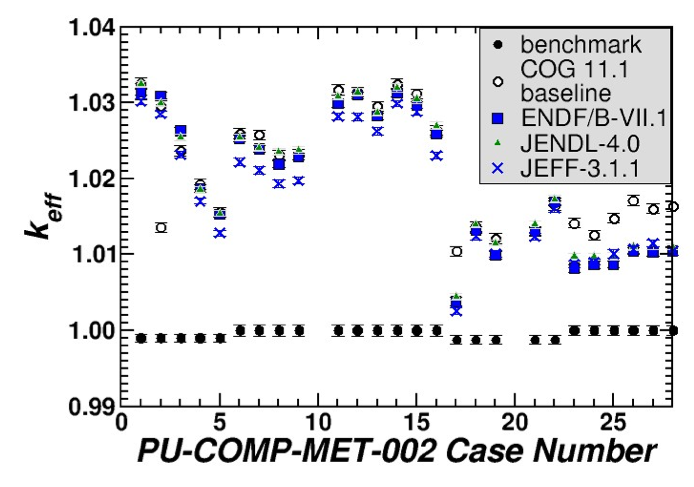 1.04
1.03
1.02
1.01
1.00
0.99
k_eff
benchmark
COG 11.1
baseline
ENDF/B-VII.1
JENDL-4.0
JEFF-3.1.1
0 5 10 15 20 25
PU-COMP-MET-002 Case Number